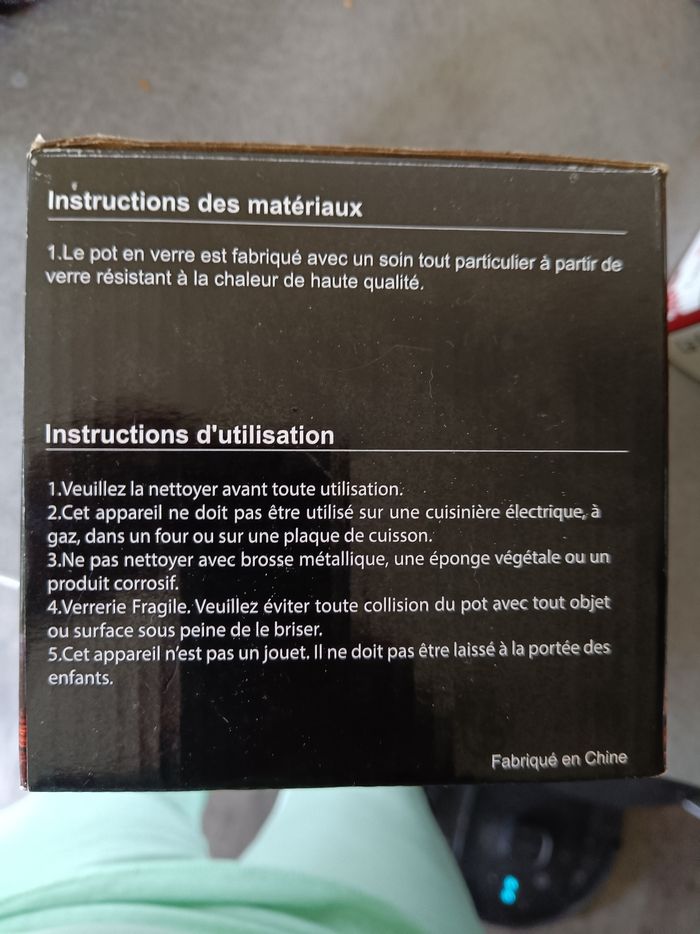 Instructions des matériaux
1.Le pot en verre est fabriqué avec un soin tout particulier à partir de
verre résistant à la chaleur de haute qualité.
Instructions d'utilisation
1.Veuillez la nettoyer avant toute utilisation.
2.Cet appareil ne doit pas être utilisé sur une cuisinière électrique, à
gaz, dans un four ou sur une plaque de cuisson.
3.Ne pas nettoyer avec brosse métallique, une éponge végétale ou un
produit corrosif.
4.Verrerie Fragile. Veuillez éviter toute collision du pot avec tout objet
ou surface sous peine de le briser.
5.Cet appareil n'est pas un jouet. Il ne doit pas être laissé à la portée des
enfants.
Fabriqué en Chine